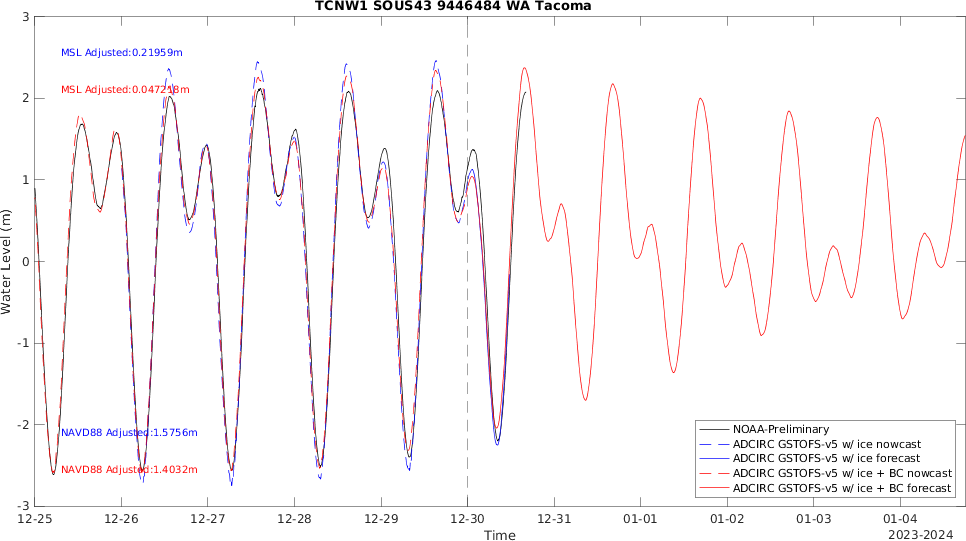 TCNW1 SOUS43 9446484 WA Tacoma
3
2
1
0
-1
-2
-3
Water Level (m)
MSL Adjusted:0.21959m
MSL Adjusted:0.047218m
NAVD88 Adjusted:1.5756m
NAVD88 Adjusted:1.4032m
NOAA-Preliminary
ADCIRC GSTOFS-v5 w/ ice nowcast
ADCIRC GSTOFS-v5 w/ ice forecast
ADCIRC GSTOFS-v5 w/ ice + BC nowcast
ADCIRC GSTOFS-v5 w/ ice + BC forecast
12-25 12-26 12-27 12-28 12-29 12-30 12-31 01-01 01-02 01-03 01-04
Time
2023-2024